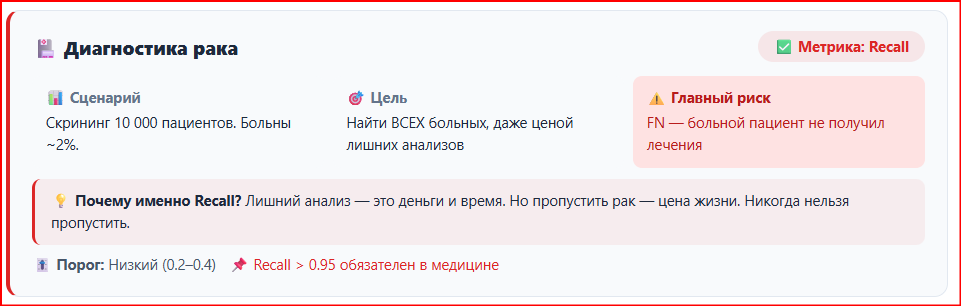 Диагностика рака
Метрика: Recall
Сценарий
Скрининг 10 000 пациентов. Больны
~2%.
Цель
Найти ВСЕХ больных, даже ценой
лишних анализов
Главный риск
FN — больной пациент не получил
лечения
Почему именно Recall? Лишний анализ — это деньги и время. Но пропустить рак — цена жизни. Никогда нельзя
пропустить.
Порог: Низкий (0.2–0.4)
Recall > 0.95 обязателен в медицине